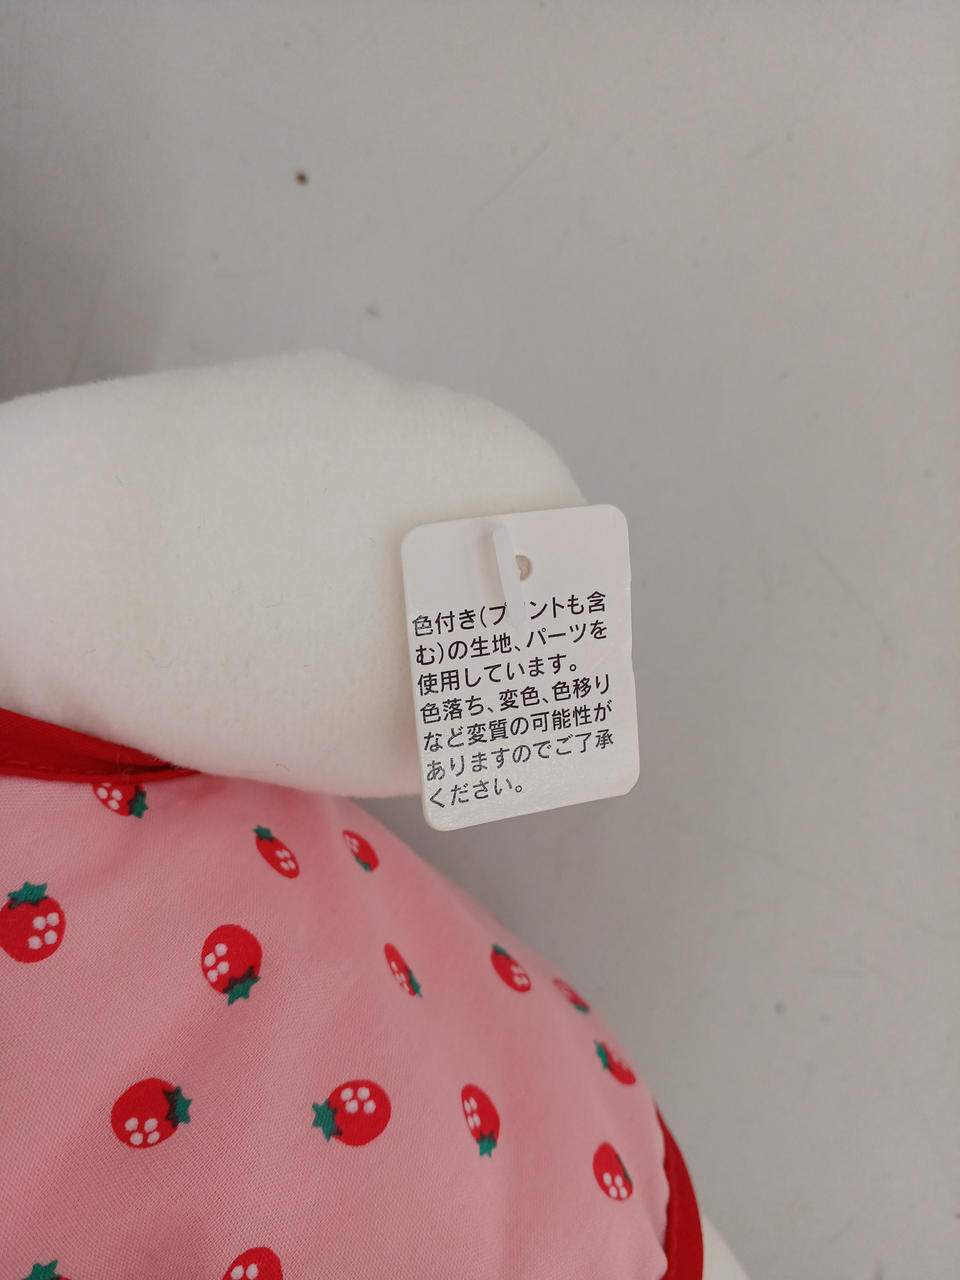 色付き(プリントも含
む)の生地、パーツを
使用しています。
色落ち、変色、色移り
など変質の可能性が
ありますのでご了承
ください。